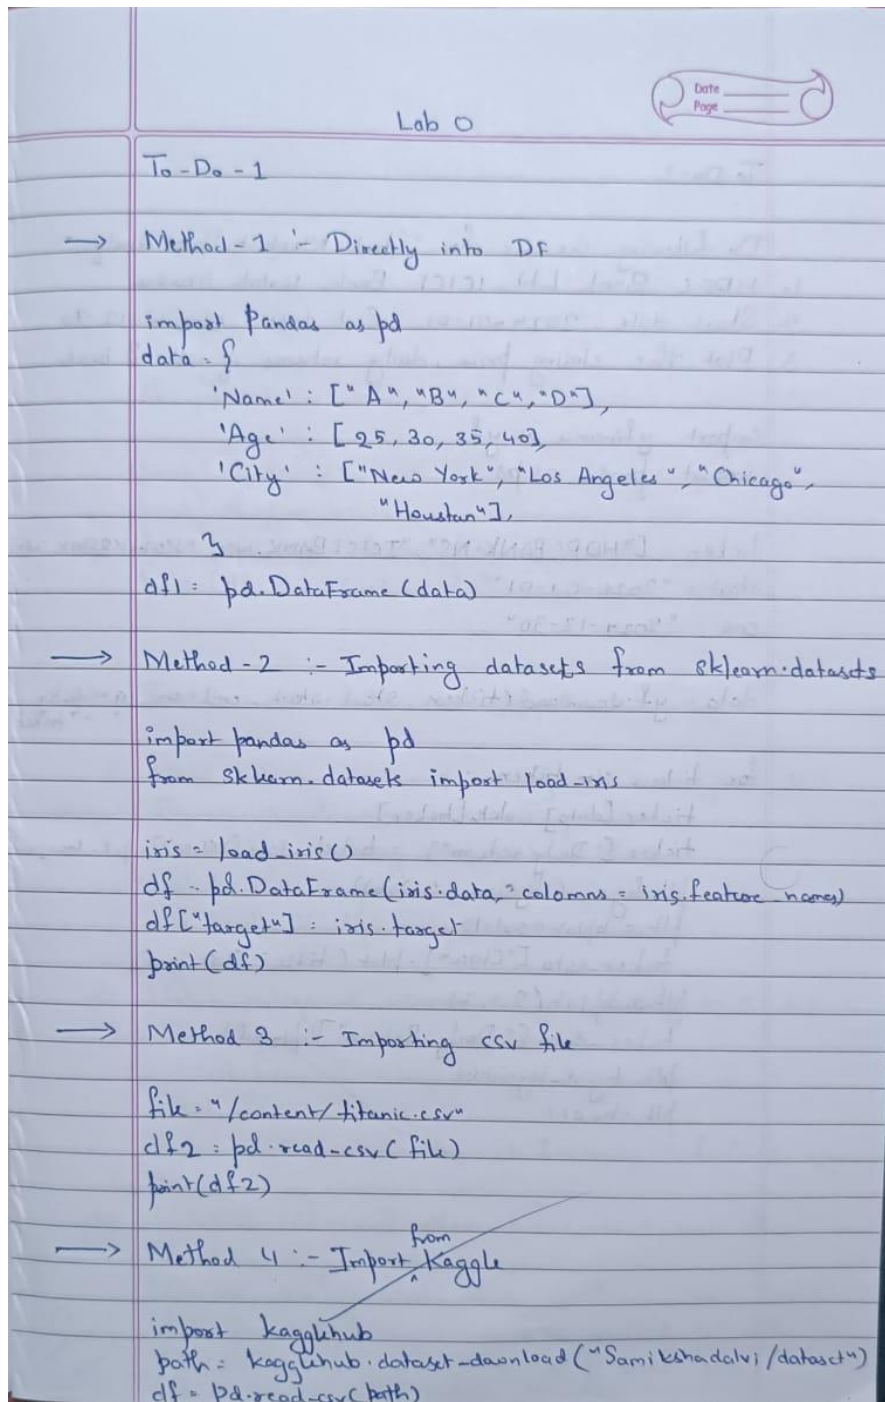 Date
Page
Lab 0
To-Do-1
→ Method-1 :- Directly into DF
import Pandas as pd
data = {
'Name' : ["A", "B", "C", "D"],
'Age' : [25, 30, 35, 40],
'City' : ["New York", "Los Angeles", "Chicago",
"Houstan"],
}
df1 = pd.DataFrame(data)
→ Method-2 :- Importing datasets from sklearn.datasets
import pandas as pd
from sklearn.datasets import load_iris
iris = load_iris()
df = pd.DataFrame(iris.data, colomns = iris.feature_names)
df["target"] = iris.target
print(df)
→ Method 3 :- Importing csv file
file = "/content/titanic.csv"
df2 = pd.read_csv(file)
print(df2)
→ Method 4 :- Import from Kaggle
import kagglehub
path = kagglehub.dataset_download("Samikshadalvi/dataset")
df = pd.read_csv(path)